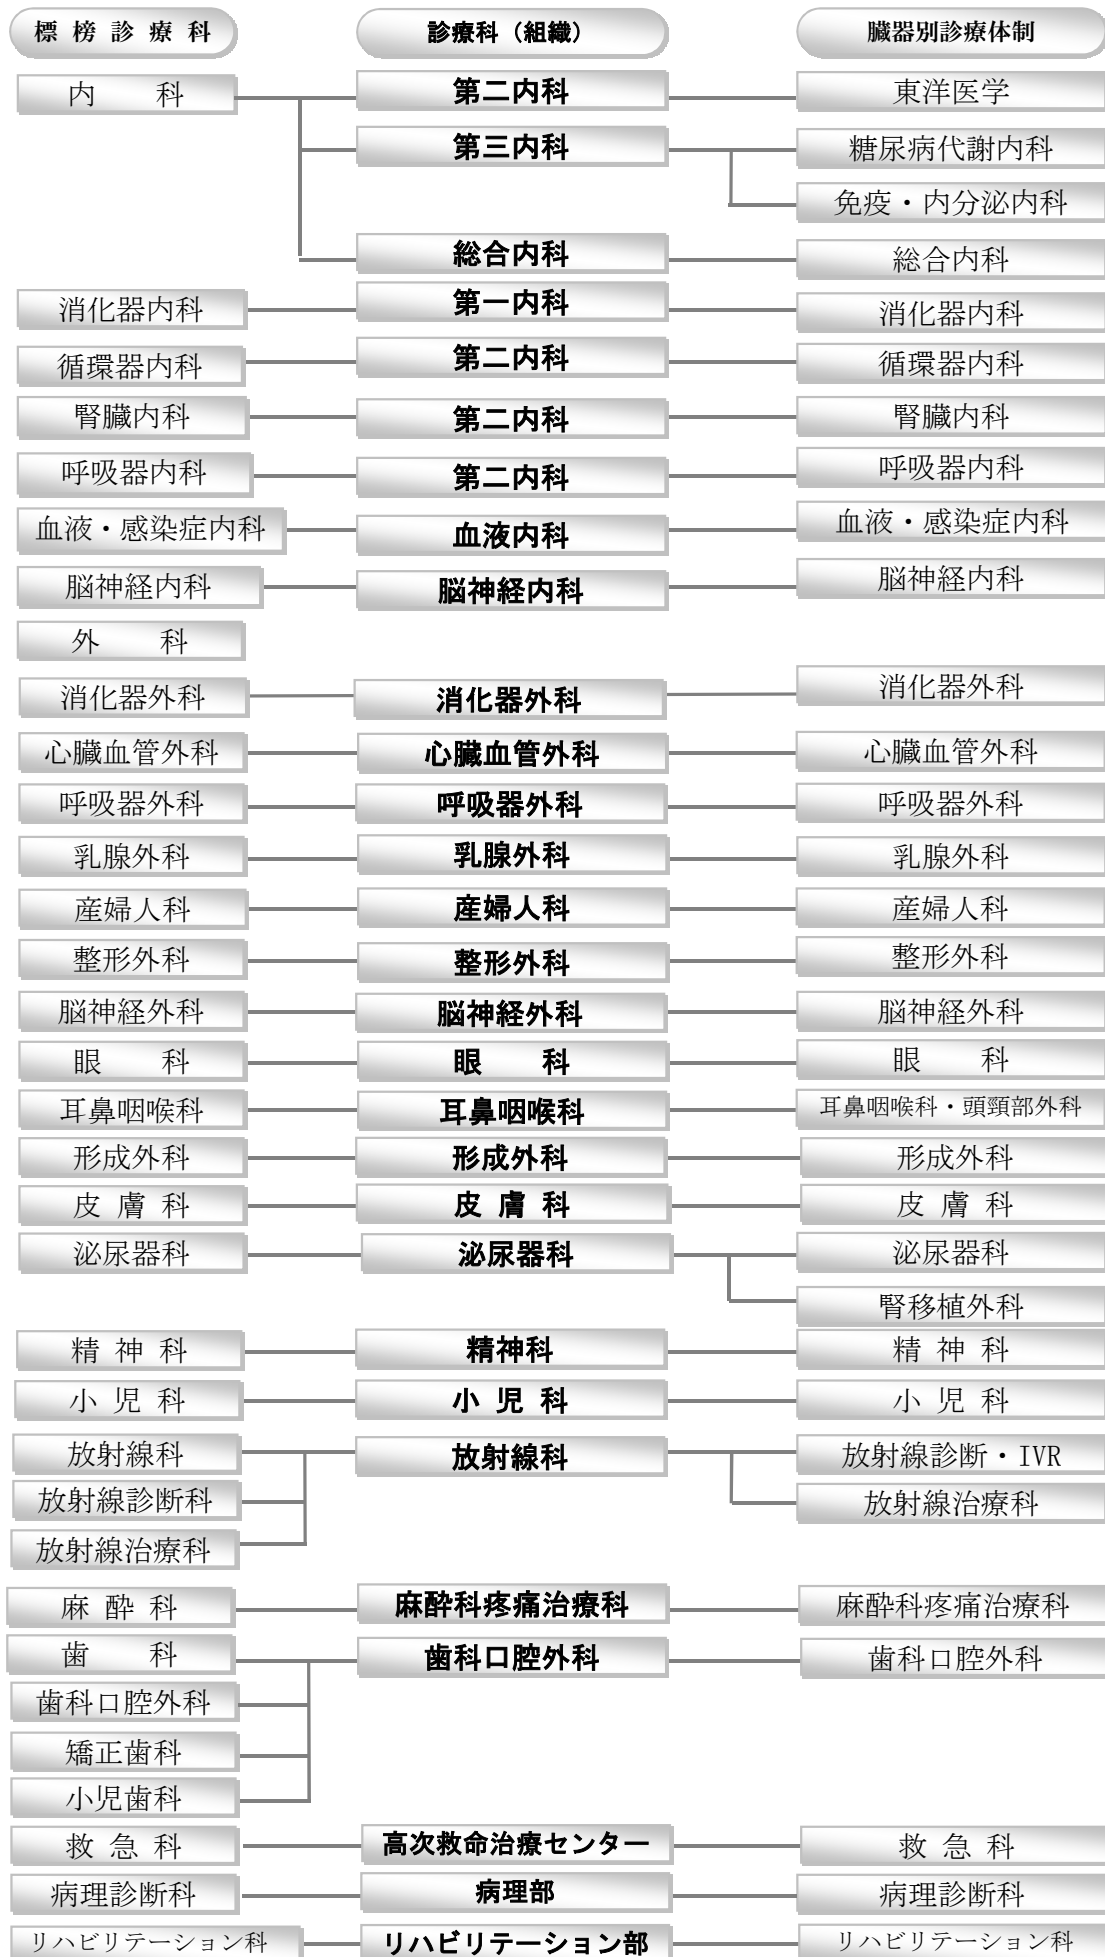 標 榜 診 療 科 診療科（組織） 臓器別診療体制
内　　科 第二内科 東洋医学
第三内科 糖尿病代謝内科
免疫・内分泌内科
総合内科 総合内科
消化器内科 第一内科 消化器内科
循環器内科 第二内科 循環器内科
腎臓内科 第二内科 腎臓内科
呼吸器内科 第二内科 呼吸器内科
血液・感染症内科 血液内科 血液・感染症内科
脳神経内科 脳神経内科 脳神経内科
外　　科
消化器外科 消化器外科 消化器外科
心臓血管外科 心臓血管外科 心臓血管外科
呼吸器外科 呼吸器外科 呼吸器外科
乳腺外科 乳腺外科 乳腺外科
産婦人科 産婦人科 産婦人科
整形外科 整形外科 整形外科
脳神経外科 脳神経外科 脳神経外科
眼　　科 眼　　科 眼　　科
耳鼻咽喉科 耳鼻咽喉科 耳鼻咽喉科・頭頸部外科
形成外科 形成外科 形成外科
皮 膚 科 皮 膚 科 皮 膚 科
泌尿器科 泌尿器科 泌尿器科
腎移植外科
精 神 科 精神科 精 神 科
小 児 科 小 児 科 小 児 科
放射線科 放射線科 放射線診断・IVR
放射線診断科 放射線治療科
放射線治療科
麻 酔 科 麻酔科疼痛治療科 麻酔科疼痛治療科
歯　　科 歯科口腔外科 歯科口腔外科
歯科口腔外科
矯正歯科
小児歯科
救 急 科 高次救命治療センター 救 急 科
病理診断科 病理部 病理診断科
リハビリテーション科 リハビリテーション部 リハビリテーション科